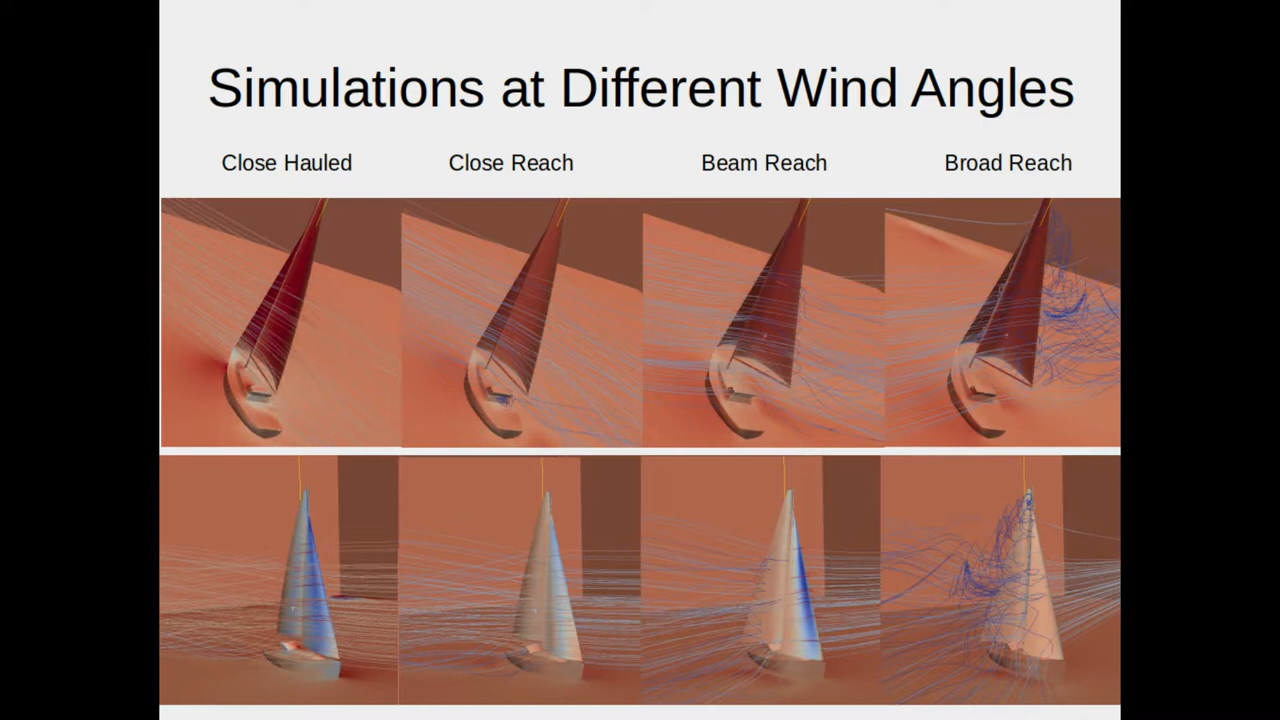 Simulations at Different Wind Angles
Close Hauled Close Reach Beam Reach Broad Reach